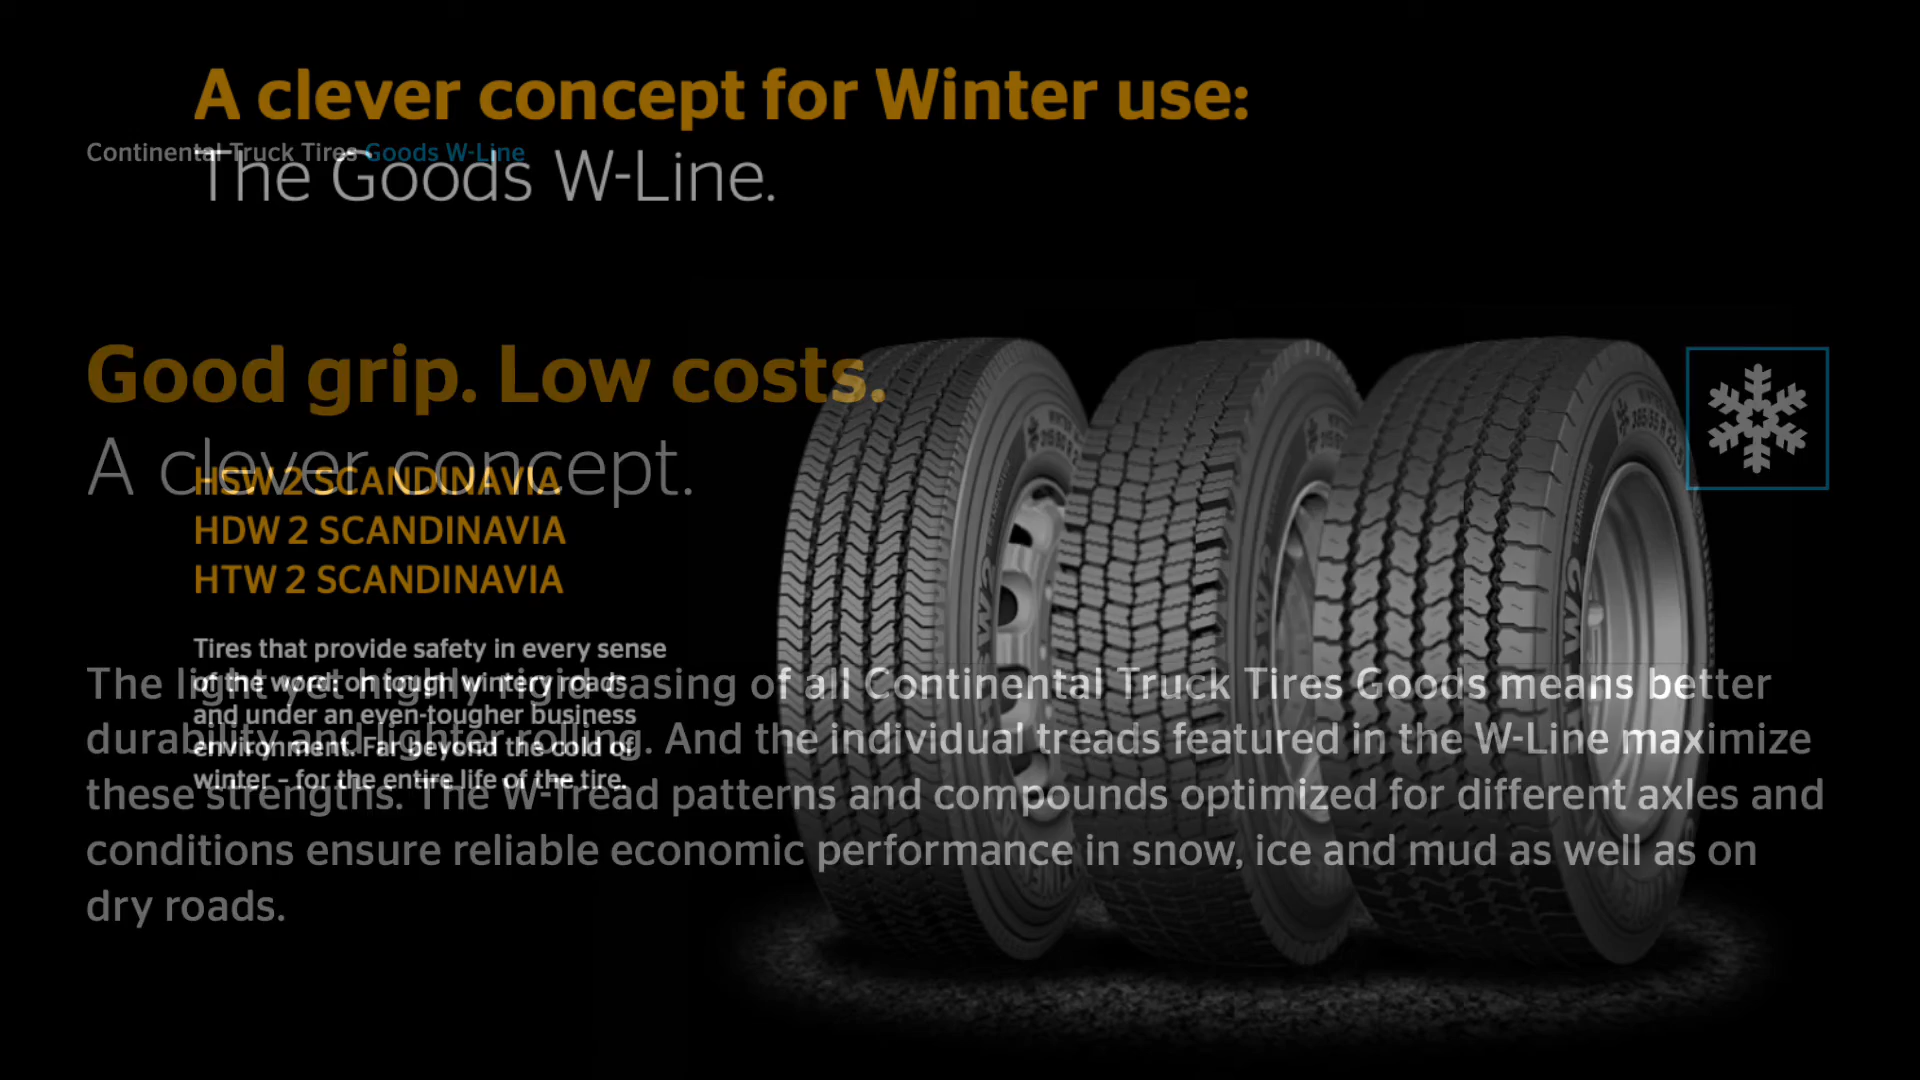 A clever concept for Winter use:
The Goods W-Line.
Continental Truck Tires Goods W-Line
Good grip. Low costs.
A clever concept.
HSW 2 SCANDINAVIA
HDW 2 SCANDINAVIA
HTW 2 SCANDINAVIA
Tires that provide safety in every sense
of the word: on tough wintery roads
and under an even-tougher business
environment. Far beyond the cold of
winter – for the entire life of the tire.
The light yet highly rigid casing of all Continental Truck Tires Goods means better
durability and lighter rolling. And the individual treads featured in the W-Line maximize
these strengths. The W-Tread patterns and compounds optimized for different axles and
conditions ensure reliable economic performance in snow, ice and mud as well as on
dry roads.